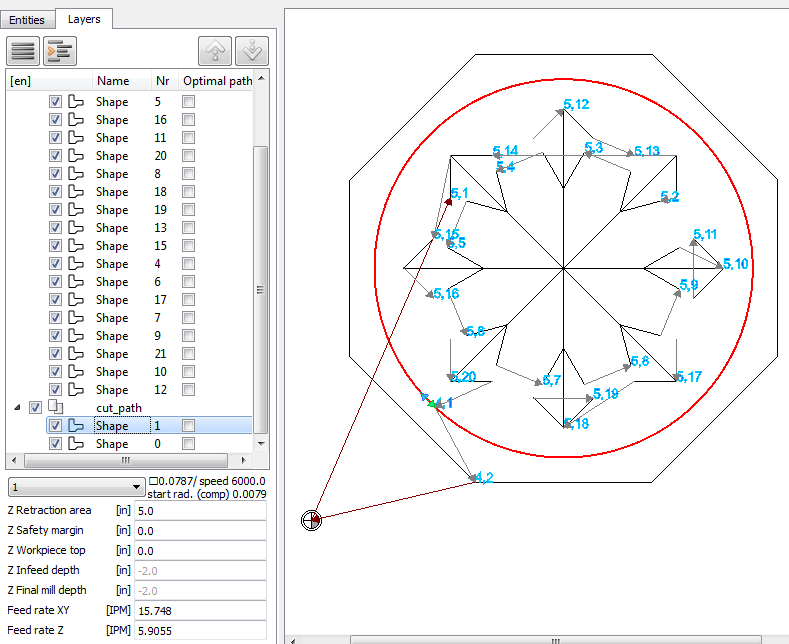 Entities Layers
[en] Name Nr Optimal path
Shape 5
Shape 16
Shape 11
Shape 20
Shape 8
Shape 18
Shape 19
Shape 13
Shape 15
Shape 4
Shape 6
Shape 17
Shape 7
Shape 9
Shape 21
Shape 10
Shape 12
cut_path
Shape 1
Shape 0
1
0.0787/ speed 6000.0
start rad. (comp) 0.0079
Z Retraction area [in] 5.0
Z Safety margin [in] 0.0
Z Workpiece top [in] 0.0
Z Infeed depth [in] -2.0
Z Final mill depth [in] -2.0
Feed rate XY [IPM] 15.748
Feed rate Z [IPM] 5.9055
5,12
5,14
5,3
5,13
5,4
5,1
5,2
5,15
5,5
5,11
5,10
5,9
5,16
5,8
5,6
5,20
5,7
5,17
5,19
5,18
4,2